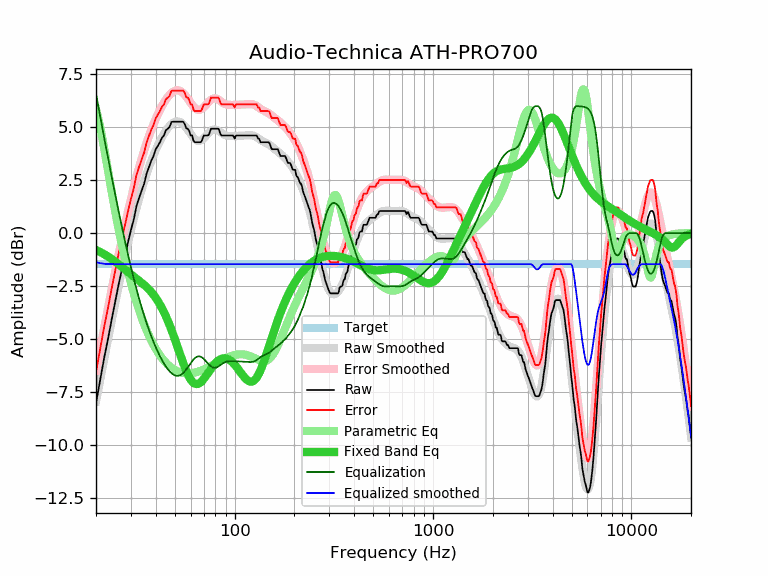 Audio-Technica ATH-PRO700
7.5
5.0
2.5
0.0
−2.5
−5.0
−7.5
−10.0
−12.5
Amplitude (dBr)
Target
Raw Smoothed
Error Smoothed
Raw
Error
Parametric Eq
Fixed Band Eq
Equalization
Equalized smoothed
100 1000 10000
Frequency (Hz)